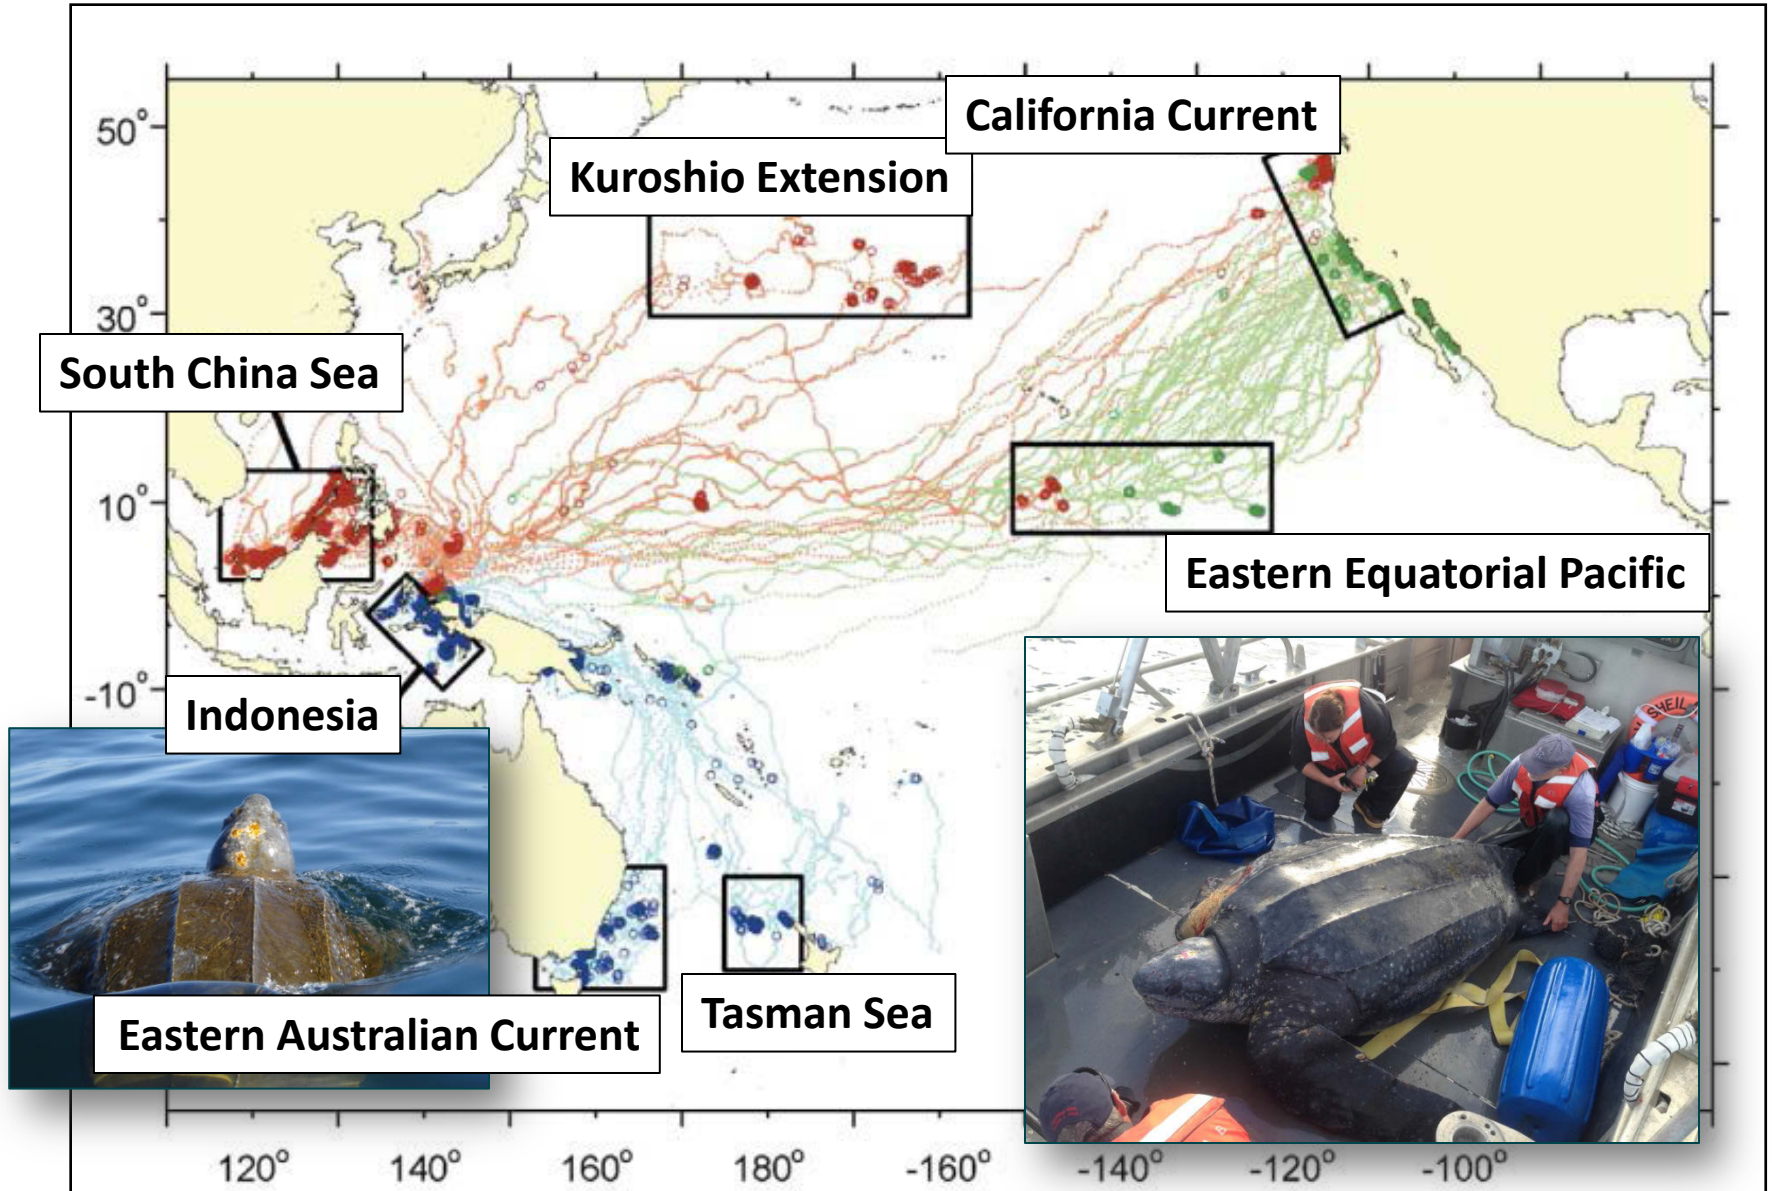 California Current
50°
Kuroshio Extension
30°
South China Sea
10°
Eastern Equatorial Pacific
-10°
Indonesia
SHEIL
Tasman Sea
Eastern Australian Current
120°
140°
160°
180°
-160°
-140°
-120°
-100°